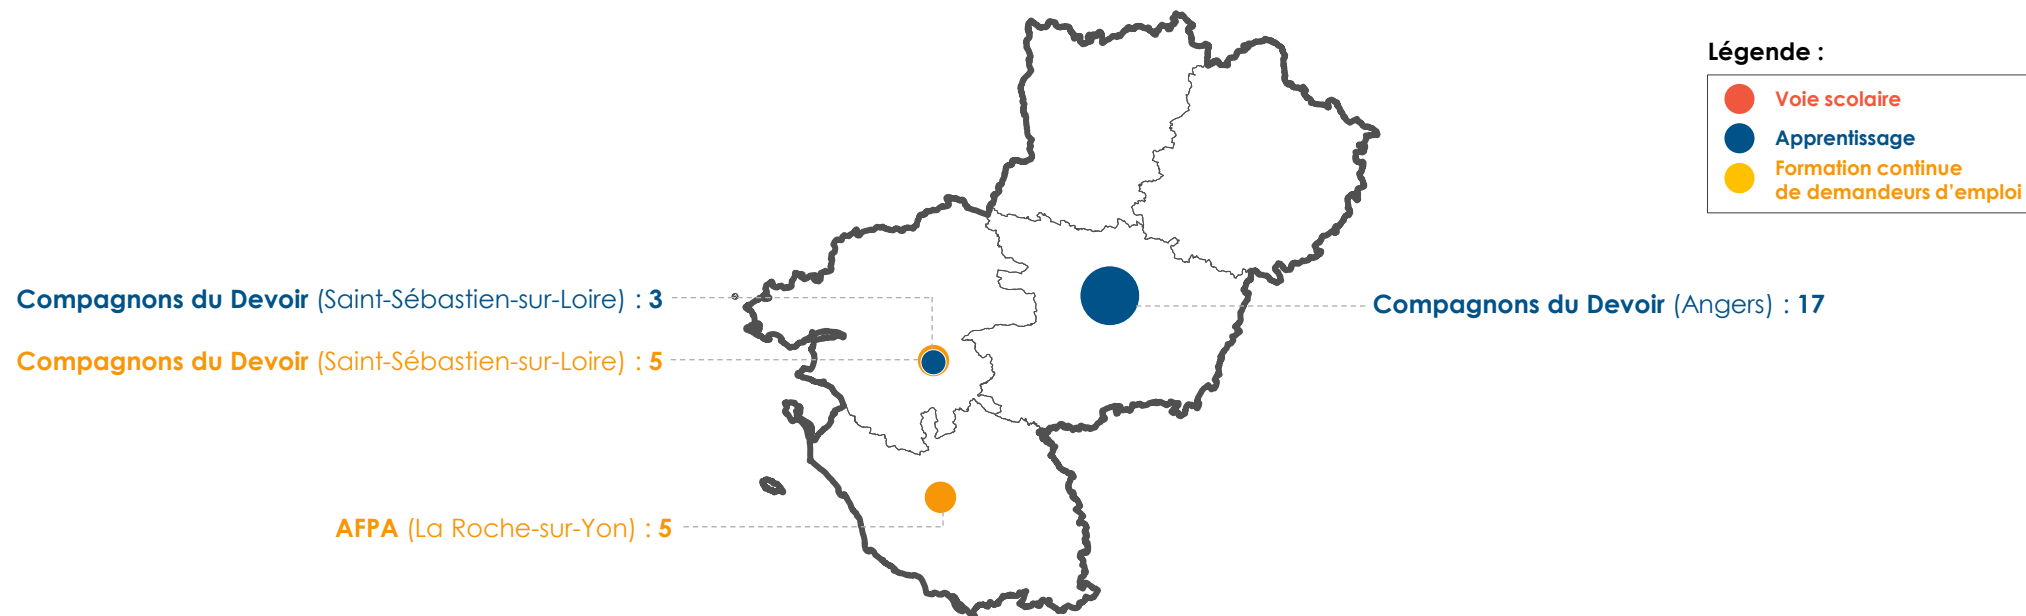 Légende :
Voie scolaire
Apprentissage
Formation continue
de demandeurs d'emploi
Compagnons du Devoir (Saint-Sébastien-sur-Loire) : 3
Compagnons du Devoir (Angers) : 17
Compagnons du Devoir (Saint-Sébastien-sur-Loire) : 5
AFPA (La Roche-sur-Yon) : 5